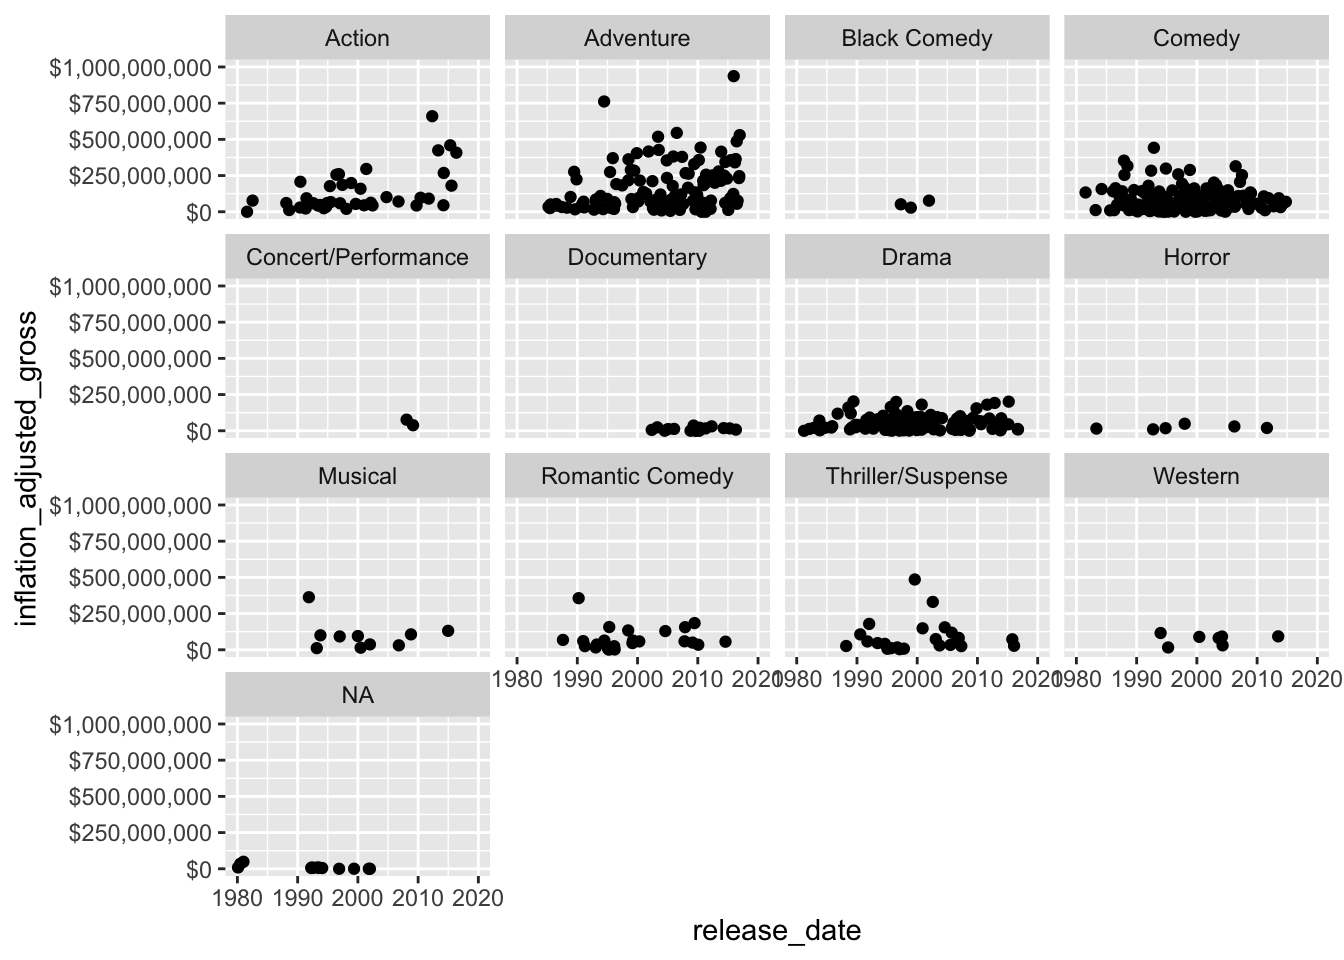 Action Adventure Black Comedy Comedy
$1,000,000,000
$750,000,000
$500,000,000
$250,000,000
$0
Concert/Performance Documentary Drama Horror
$1,000,000,000
$750,000,000
$500,000,000
$250,000,000
$0
inflation_adjusted_gross
Musical Romantic Comedy Thriller/Suspense Western
$1,000,000,000
$750,000,000
$500,000,000
$250,000,000
$0
1980 1990 2000 2010 2020 1980 1990 2000 2010 2020 1980 1990 2000 2010 2020
NA
$1,000,000,000
$750,000,000
$500,000,000
$250,000,000
$0
1980 1990 2000 2010 2020
release_date